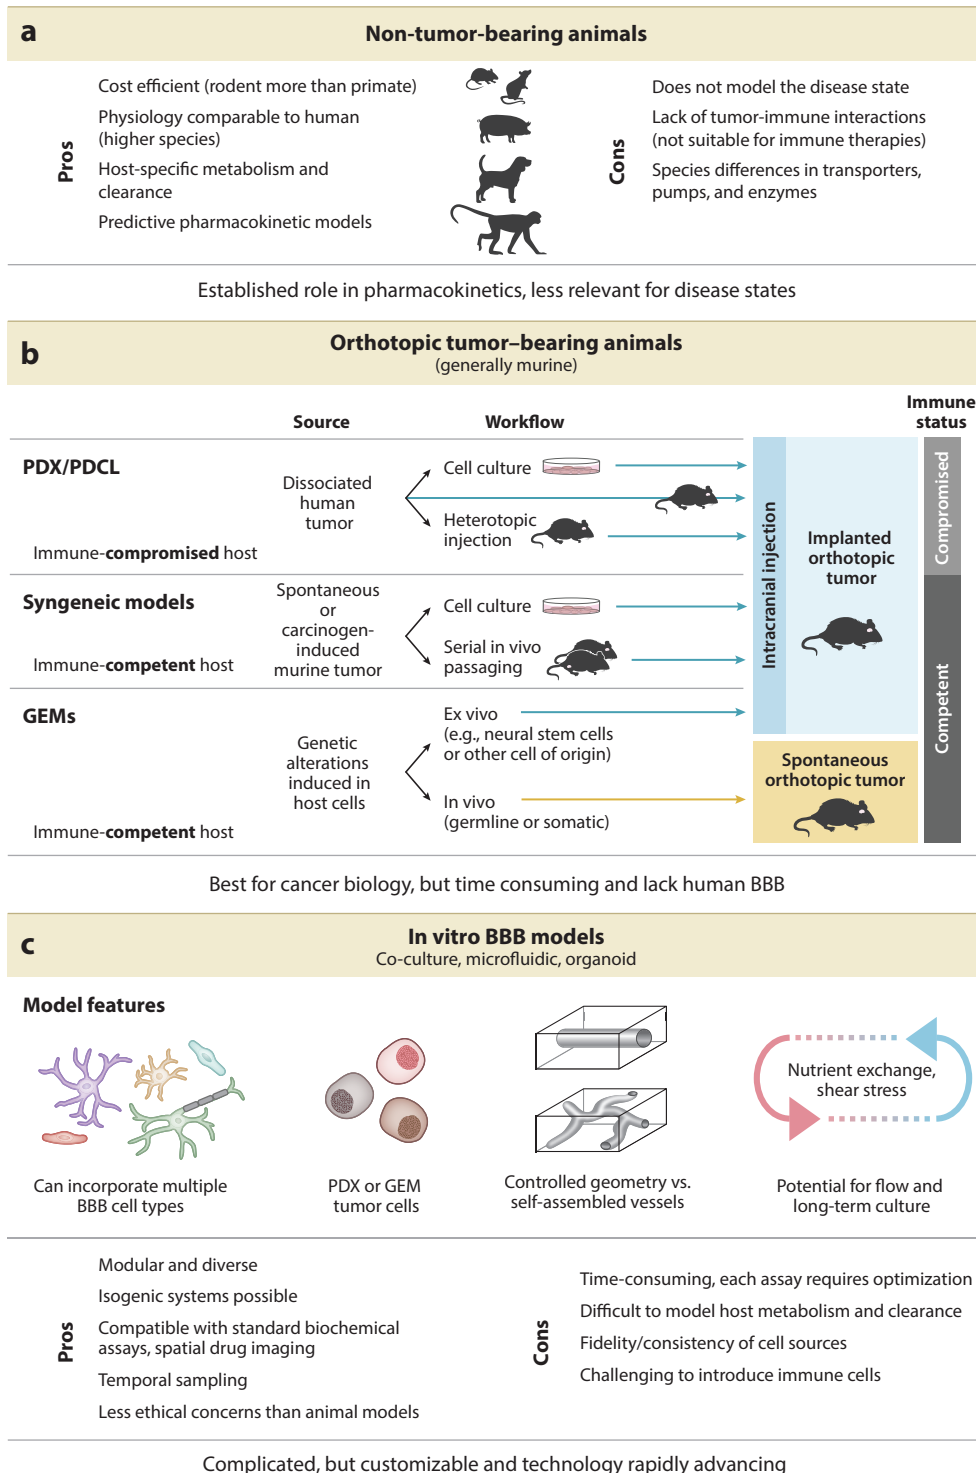 a
Non-tumor-bearing animals
Pros
Cost efficient (rodent more than primate)
Physiology comparable to human
(higher species)
Host-specific metabolism and
clearance
Predictive pharmacokinetic models
Cons
Does not model the disease state
Lack of tumor-immune interactions
(not suitable for immune therapies)
Species differences in transporters,
pumps, and enzymes
Established role in pharmacokinetics, less relevant for disease states
b
Orthotopic tumor–bearing animals
(generally murine)
Source
Workflow
Immune
status
PDX/PDCL
Immune-compromised host
Dissociated
human
tumor
Cell culture
Heterotopic
injection
Syngeneic models
Immune-competent host
Spontaneous
or
carcinogen-
induced
murine tumor
Cell culture
Serial in vivo
passaging
GEMs
Immune-competent host
Genetic
alterations
induced in
host cells
Ex vivo
(e.g., neural stem cells
or other cell of origin)
In vivo
(germline or somatic)
Intracranial injection
Implanted
orthotopic
tumor
Spontaneous
orthotopic tumor
Compromised
Competent
Best for cancer biology, but time consuming and lack human BBB
c
In vitro BBB models
Co-culture, microfluidic, organoid
Model features
Can incorporate multiple
BBB cell types
PDX or GEM
tumor cells
Controlled geometry vs.
self-assembled vessels
Nutrient exchange,
shear stress
Potential for flow and
long-term culture
Pros
Modular and diverse
Isogenic systems possible
Compatible with standard biochemical
assays, spatial drug imaging
Temporal sampling
Less ethical concerns than animal models
Cons
Time-consuming, each assay requires optimization
Difficult to model host metabolism and clearance
Fidelity/consistency of cell sources
Challenging to introduce immune cells
Complicated, but customizable and technology rapidly advancing